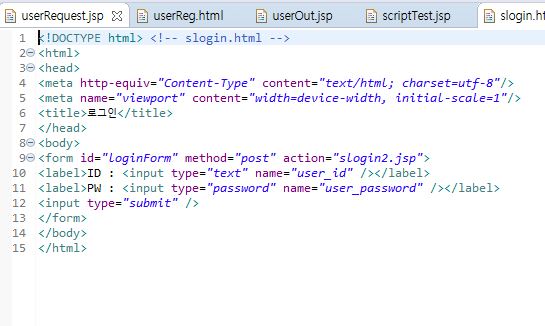 userRequest.jsp userReg.html userOut.jsp scriptTest.jsp slogin.h
1 <!DOCTYPE html> <!-- slogin.html -->
2 <html>
3 <head>
4 <meta http-equiv="Content-Type" content="text/html; charset=utf-8"/>
5 <meta name="viewport" content="width=device-width, initial-scale=1"/>
6 <title>로그인</title>
7 </head>
8 <body>
9 <form id="loginForm" method="post" action="slogin2.jsp">
10 <label>ID : <input type="text" name="user_id" /></label>
11 <label>PW : <input type="password" name="user_password" /></label>
12 <input type="submit" />
13 </form>
14 </body>
15 </html>